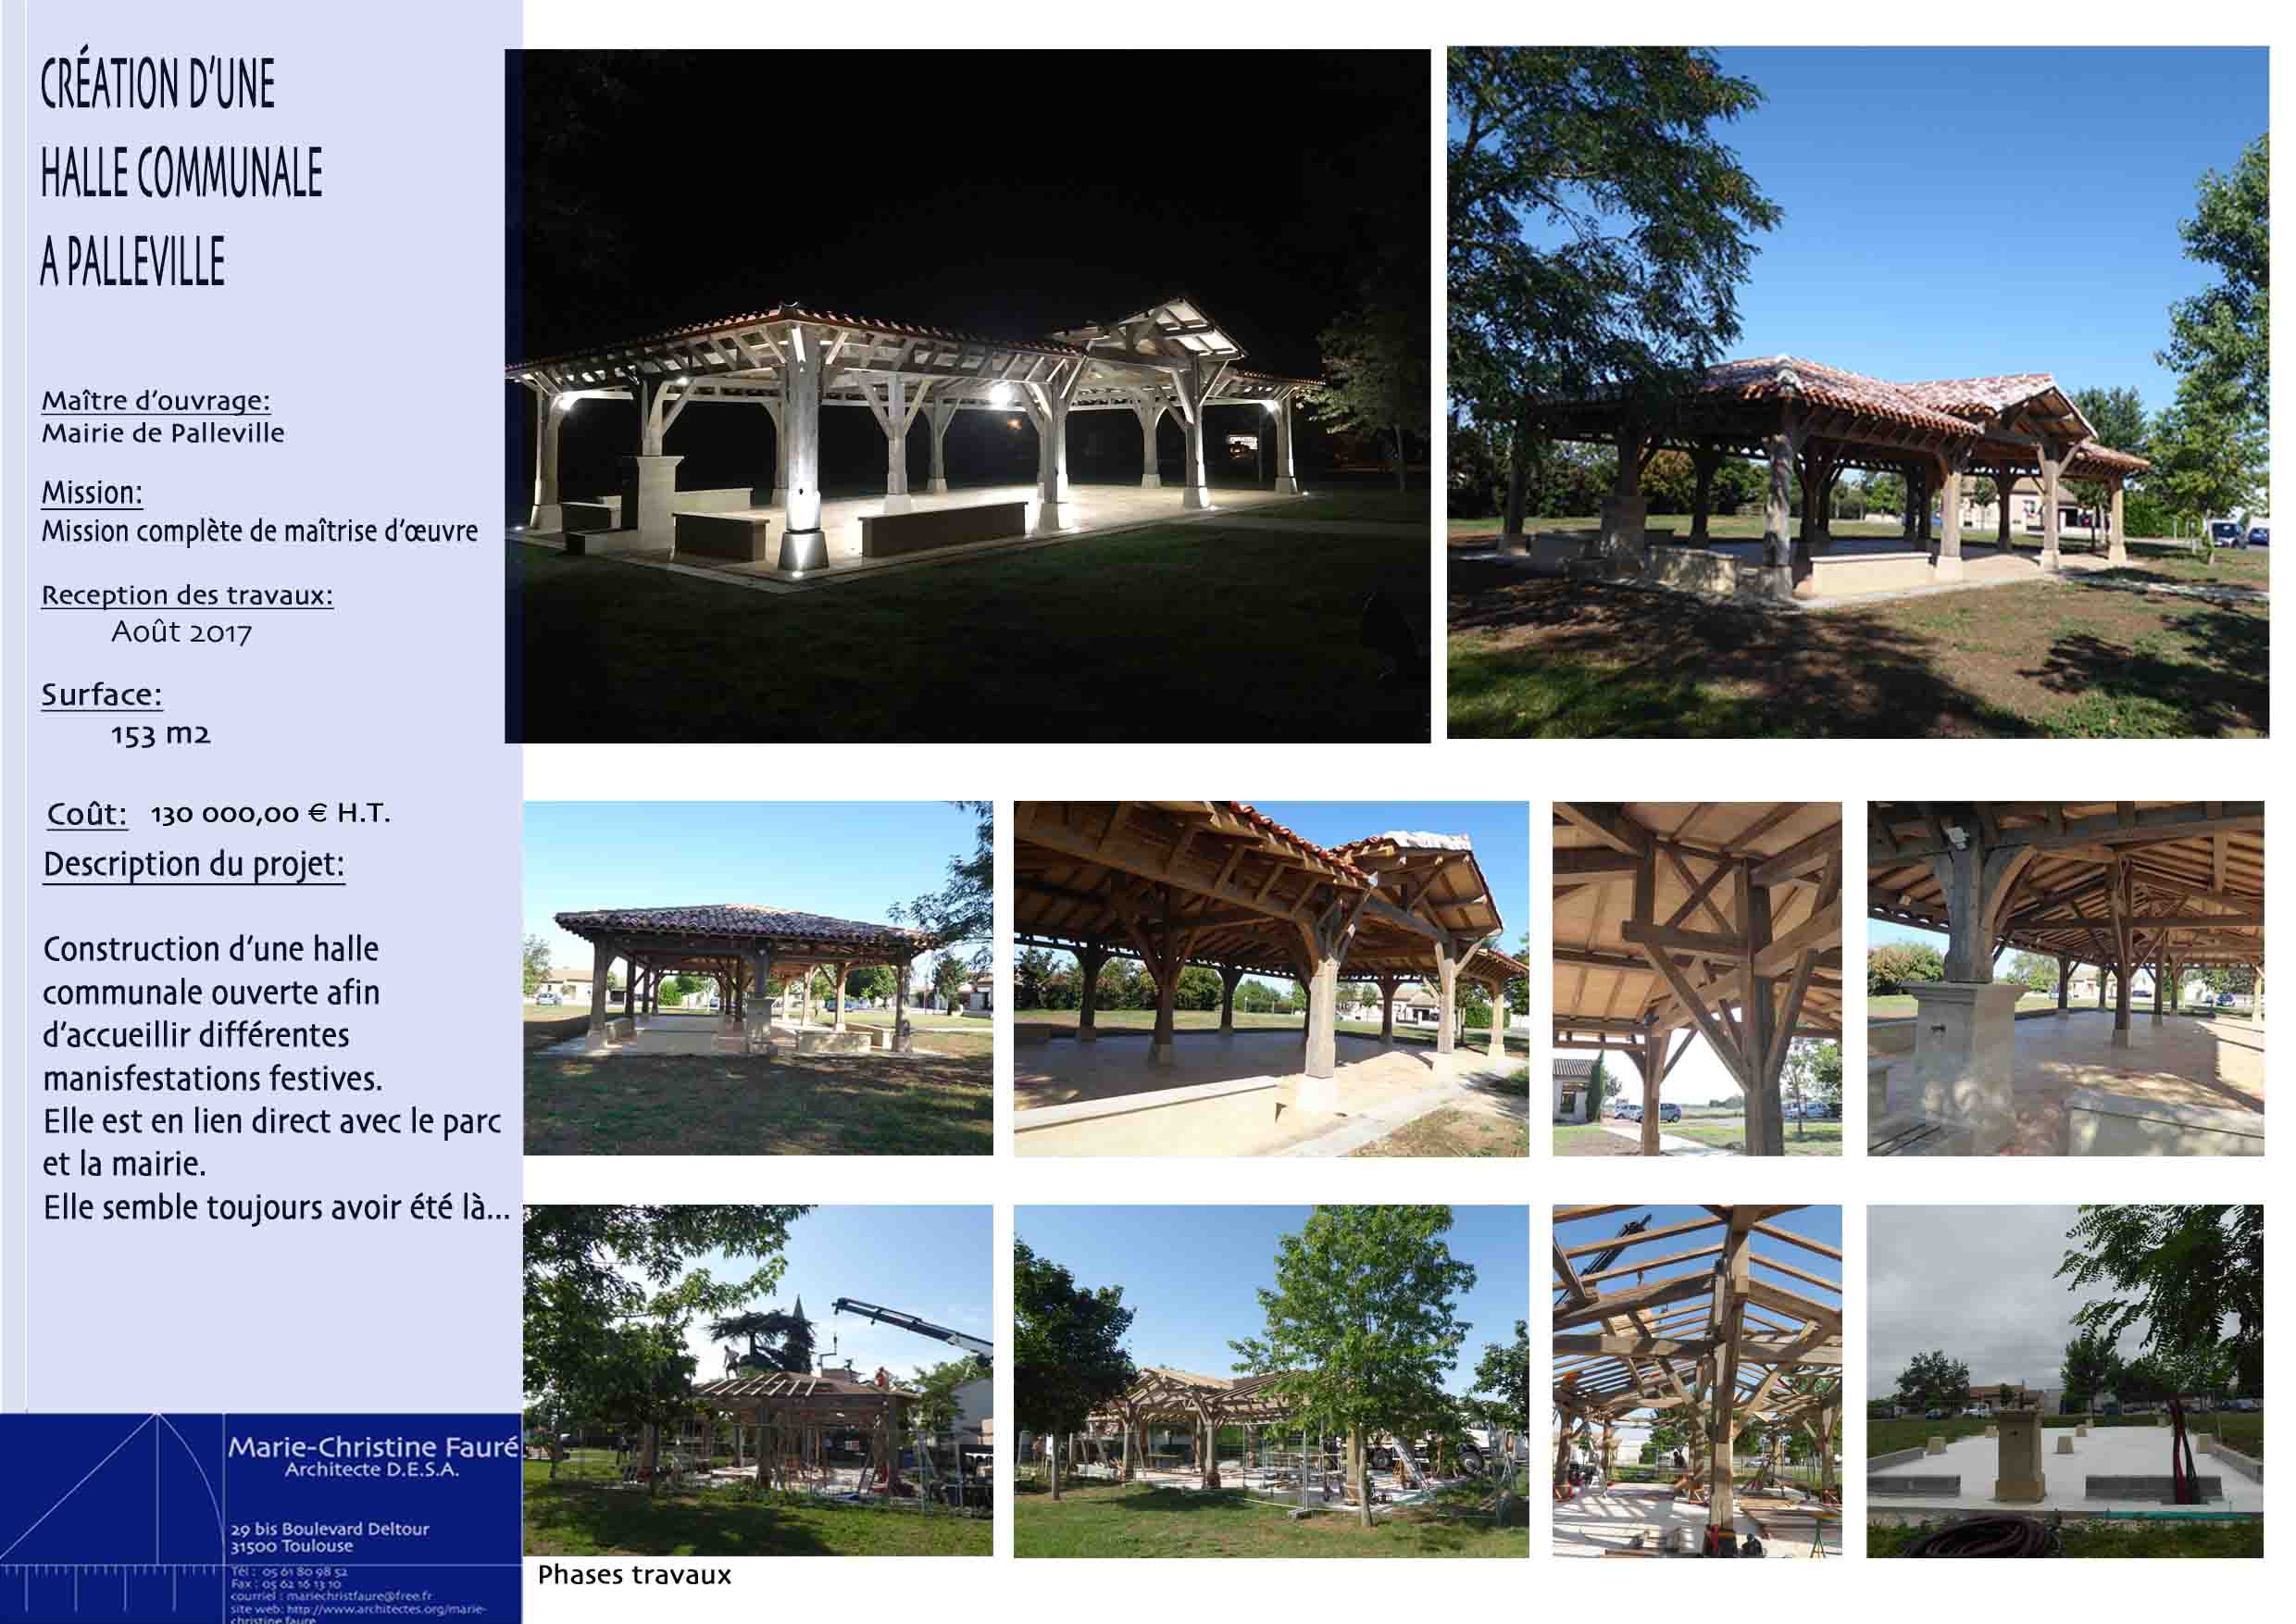 CRÉATION D'UNE
HALLE COMMUNALE
A PALLEVILLE
Maître d'ouvrage:
Mairie de Palleville
Mission:
Mission complète de maîtrise d'œuvre
Reception des travaux:
Août 2017
Surface:
153 m2
Coût: 130 000,00 € H.T.
Description du projet:
Construction d'une halle
communale ouverte afin
d'accueillir différentes
manisfestations festives.
Elle est en lien direct avec le parc
et la mairie.
Elle semble toujours avoir été là...
Marie-Christine Fauré
Architecte D.E.S.A.
29 bis Boulevard Deltour
31500 Toulouse
Tél : 05 61 80 98 52
Fax : 05 62 16 13 10
courriel : mariechristfaure@free.fr
site web: http://www.architectes.org/marie-
christine faure
Phases travaux